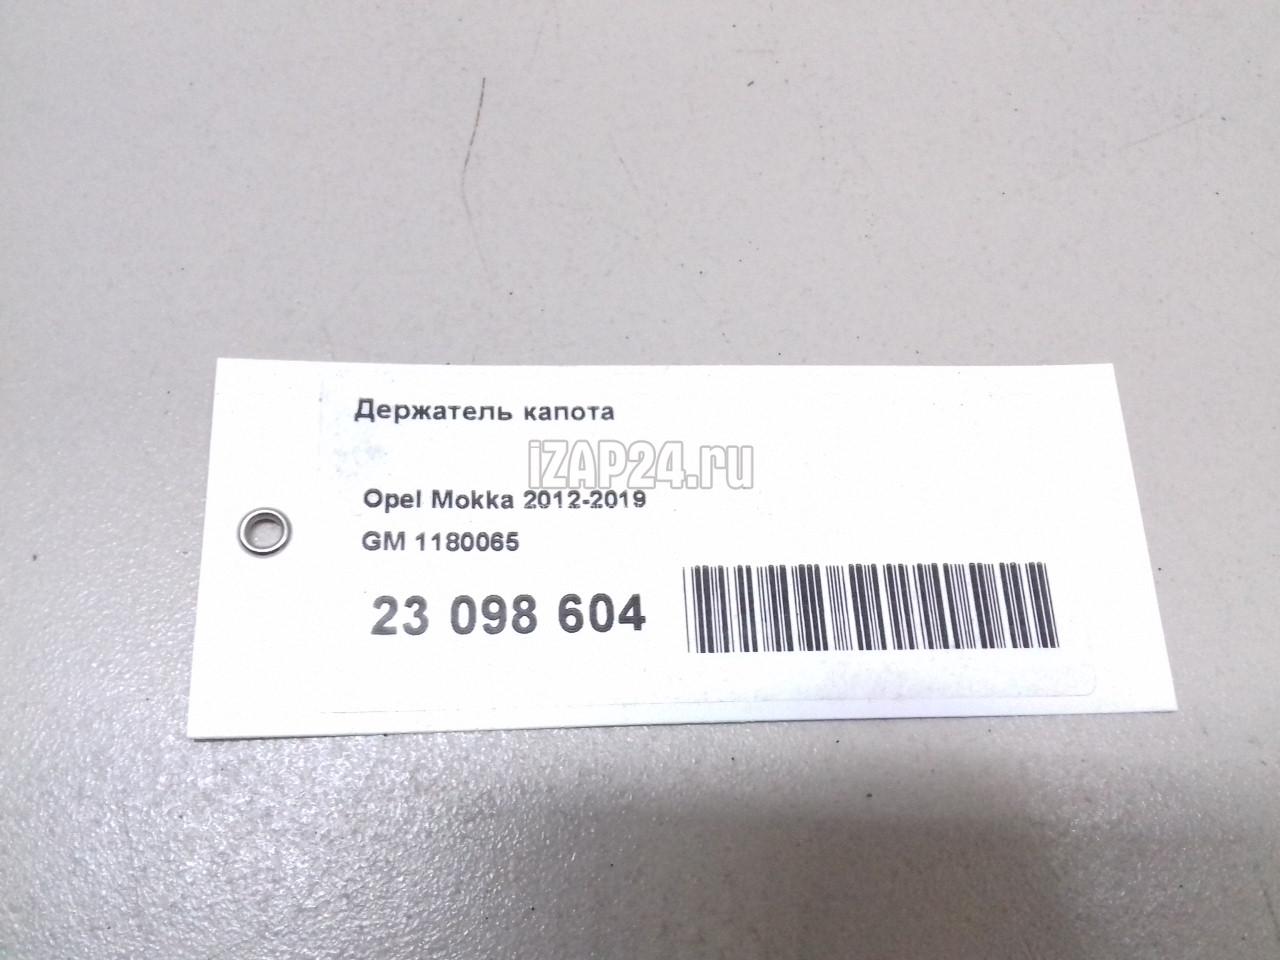 Держатель капота
iZAP24.ru
Opel Mokka 2012-2019
GM 1180065
23 098 604